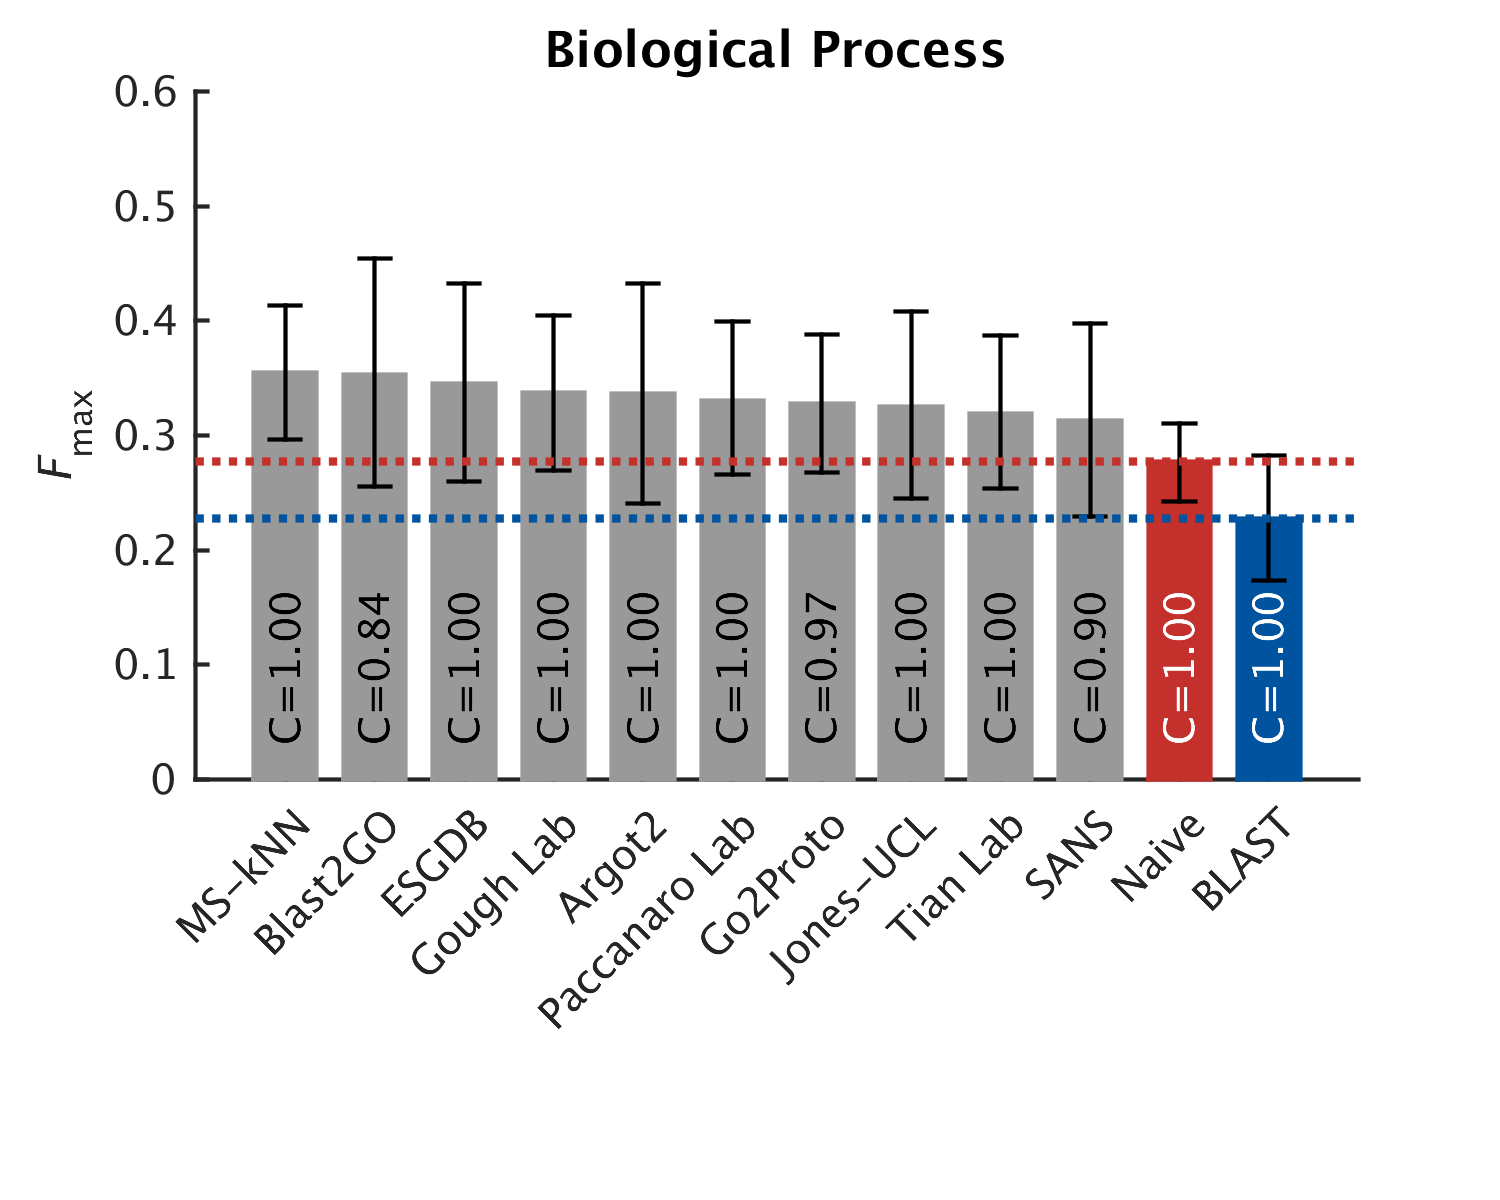 Biological Process
0.6
0.5
0.4
0.3
0.2
0.1
0
Fmax
C=1.00
C=0.84
C=1.00
C=1.00
C=1.00
C=1.00
C=0.97
C=1.00
C=1.00
C=0.90
C=1.00
C=1.00
MS-kNN
Blast2GO
ESGDB
Gough Lab
Argot2
Paccanaro Lab
Go2Proto
Jones-UCL
Tian Lab
SANS
Naive
BLAST